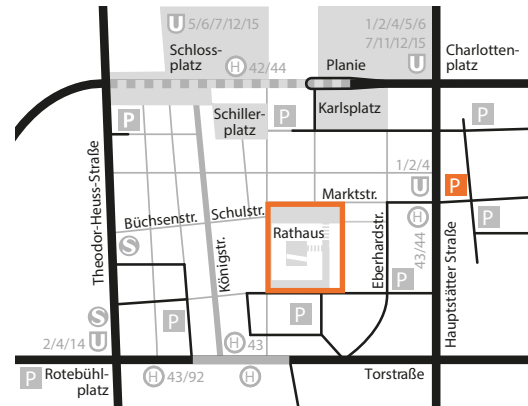 U 5/6/7/12/15
1/2/4/5/6
7/11/12/15
U
Schloss-
platz
H 42/44
Planie
Charlotten-
platz
P
Schiller-
platz
P
Karlsplatz
P
Theodor-Heuss-Straße
1/2/4
U
P
Marktstr.
Büchsenstr.
Schulstr.
H
43/44
P
S
Königstr.
Rathaus
Eberhardstr.
Hauptstätter Straße
P
S
2/4/14 U
P
P
H 43
P
Rotebühl-
platz
H 43/92
H
Torstraße